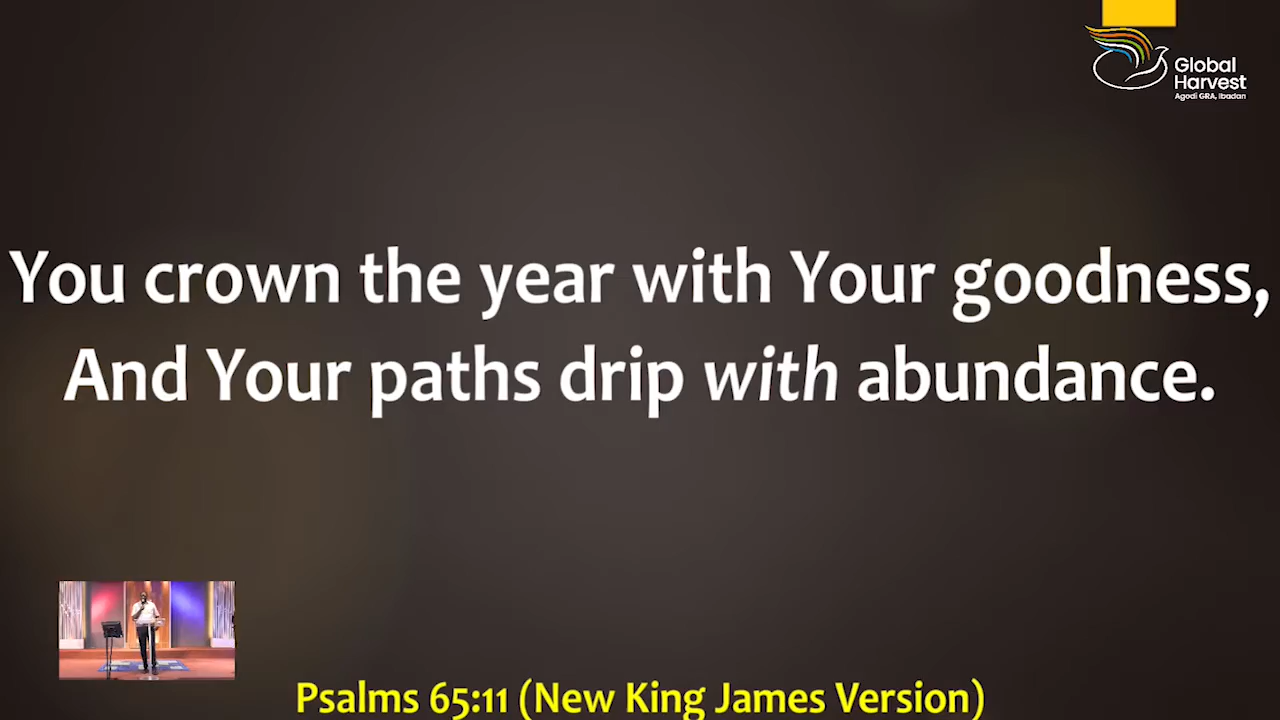 Global
Harvest
Agodi GRA, Ibadan
You crown the year with Your goodness,
And Your paths drip with abundance.
Psalms 65:11 (New King James Version)